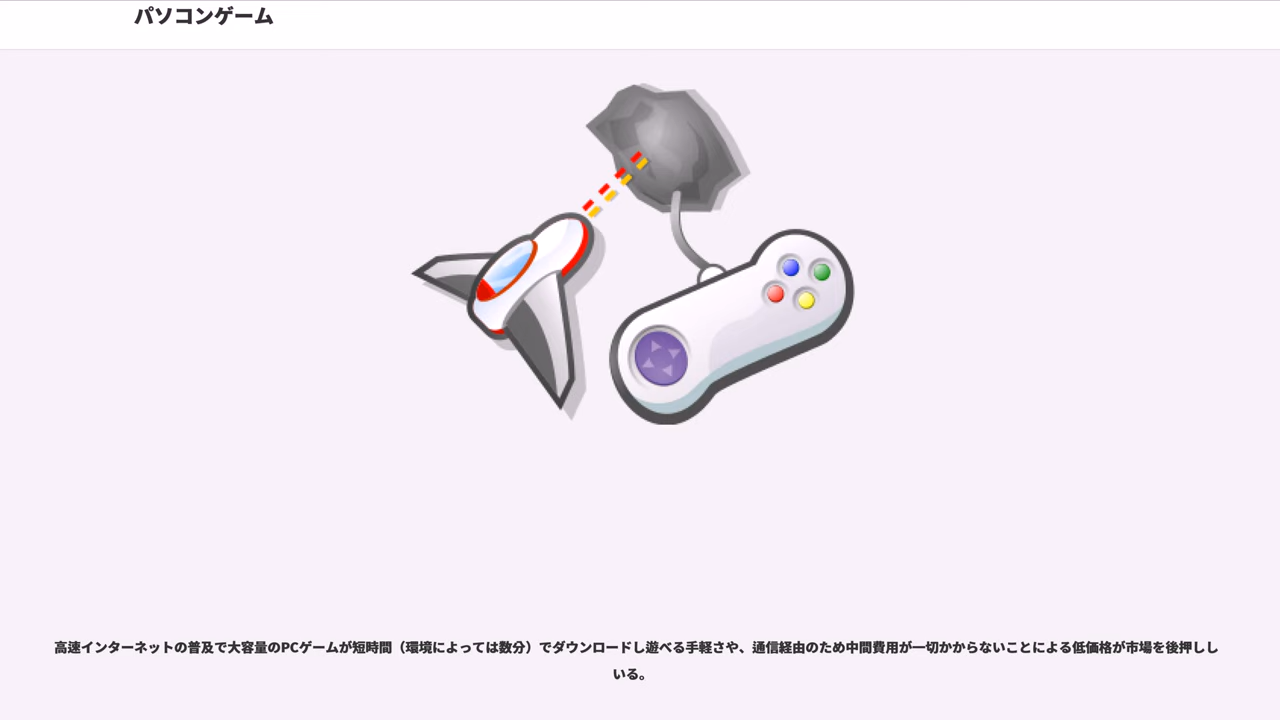 パソコンゲーム
高速インターネットの普及で大容量のPCゲームが短時間（環境によっては数分）でダウンロードし遊べる手軽さや、通信経由のため中間費用が一切かからないことによる低価格が市場を後押しし
いる。